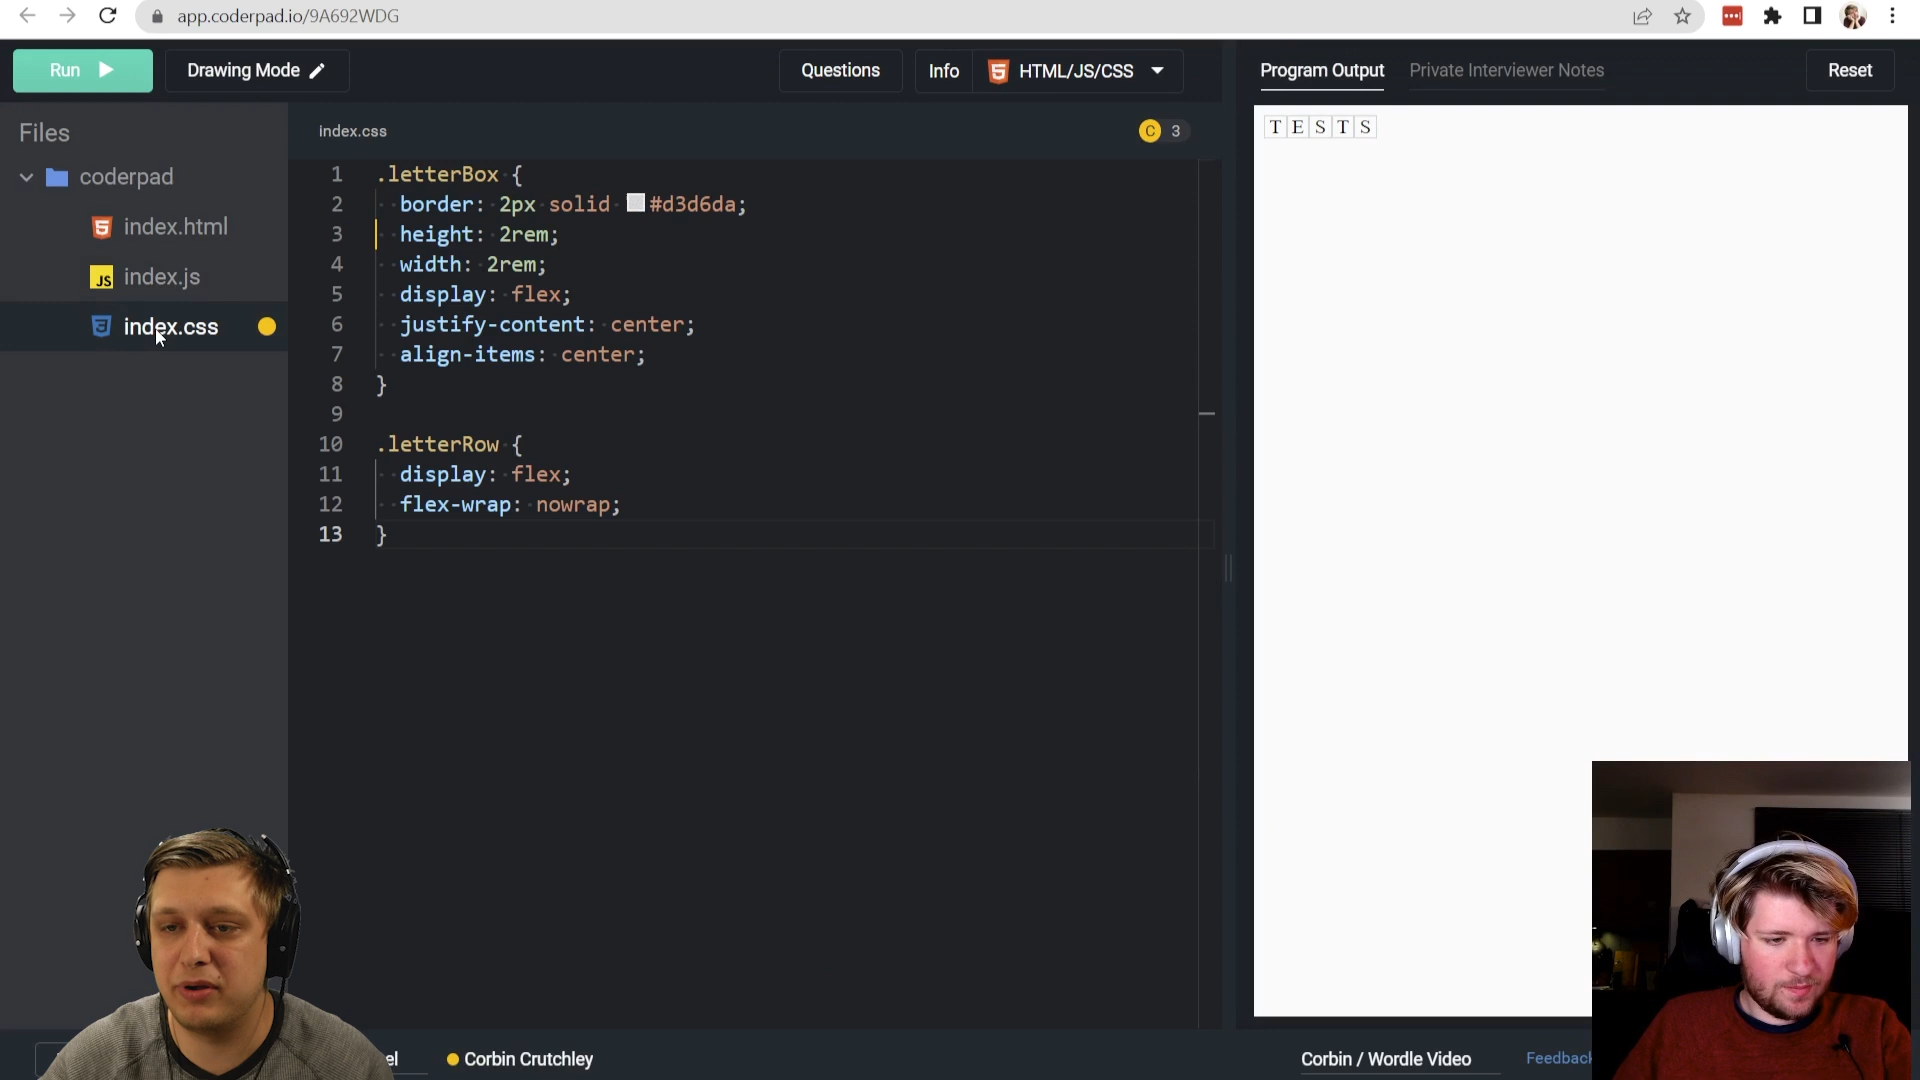 app.coderpad.io/9A692WDG
Run
Drawing Mode
Questions
Info
HTML/JS/CSS
Program Output
Private Interviewer Notes
Reset
Files
coderpad
index.html
JS index.js
index.css
index.css
C 3
1 .letterBox {
2 border: 2px solid #d3d6da;
3 height: 2rem;
4 width: 2rem;
5 display: flex;
6 justify-content: center;
7 align-items: center;
8 }
9
10 .letterRow {
11 display: flex;
12 flex-wrap: nowrap;
13 }
T E S T S
el
Corbin Crutchley
Corbin / Wordle Video
Feedback